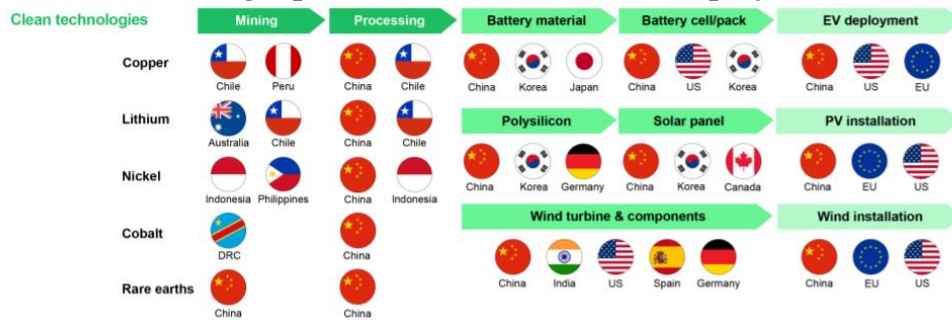 Clean technologies
Mining
Processing
Battery material
Battery cell/pack
EV deployment
Copper
Chile Peru China Chile China Korea Japan China US Korea China US EU
Lithium
Australia Chile China Chile
Polysilicon
Solar panel
PV installation
Nickel
Indonesia Philippines China Indonesia
China Korea Germany China Korea Canada China EU US
Cobalt
DRC China
Wind turbine & components
Wind installation
Rare earths
China China
China India US Spain Germany China EU US